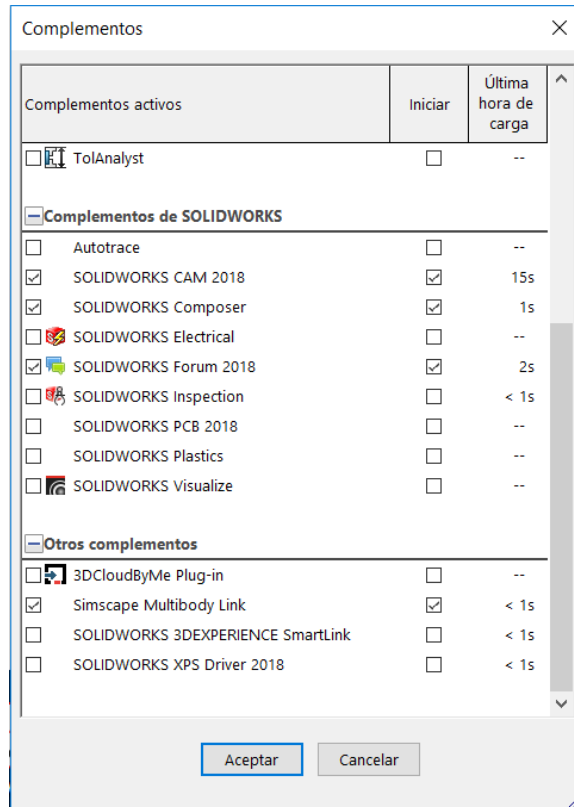 Complementos
Complementos activos Iniciar Última hora de carga
TolAnalyst --
Complementos de SOLIDWORKS
Autotrace --
SOLIDWORKS CAM 2018 15s
SOLIDWORKS Composer 1s
SOLIDWORKS Electrical --
SOLIDWORKS Forum 2018 2s
SOLIDWORKS Inspection < 1s
SOLIDWORKS PCB 2018 --
SOLIDWORKS Plastics --
SOLIDWORKS Visualize --
Otros complementos
3DCloudByMe Plug-in --
Simscape Multibody Link < 1s
SOLIDWORKS 3DEXPERIENCE SmartLink < 1s
SOLIDWORKS XPS Driver 2018 < 1s
Aceptar Cancelar